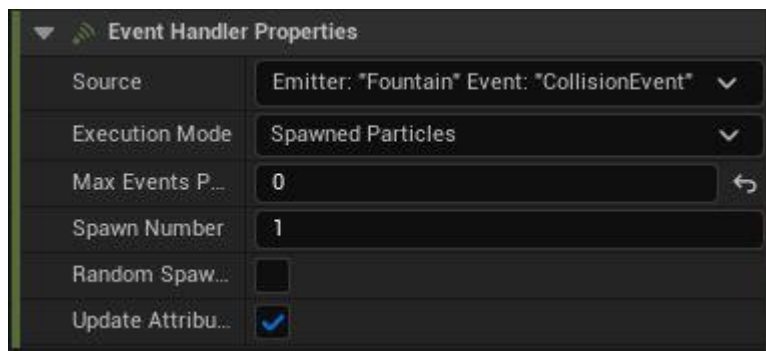 Event Handler Properties
Source Emitter: "Fountain" Event: "CollisionEvent"
Execution Mode Spawned Particles
Max Events P... 0
Spawn Number 1
Random Spaw...
Update Attribu...